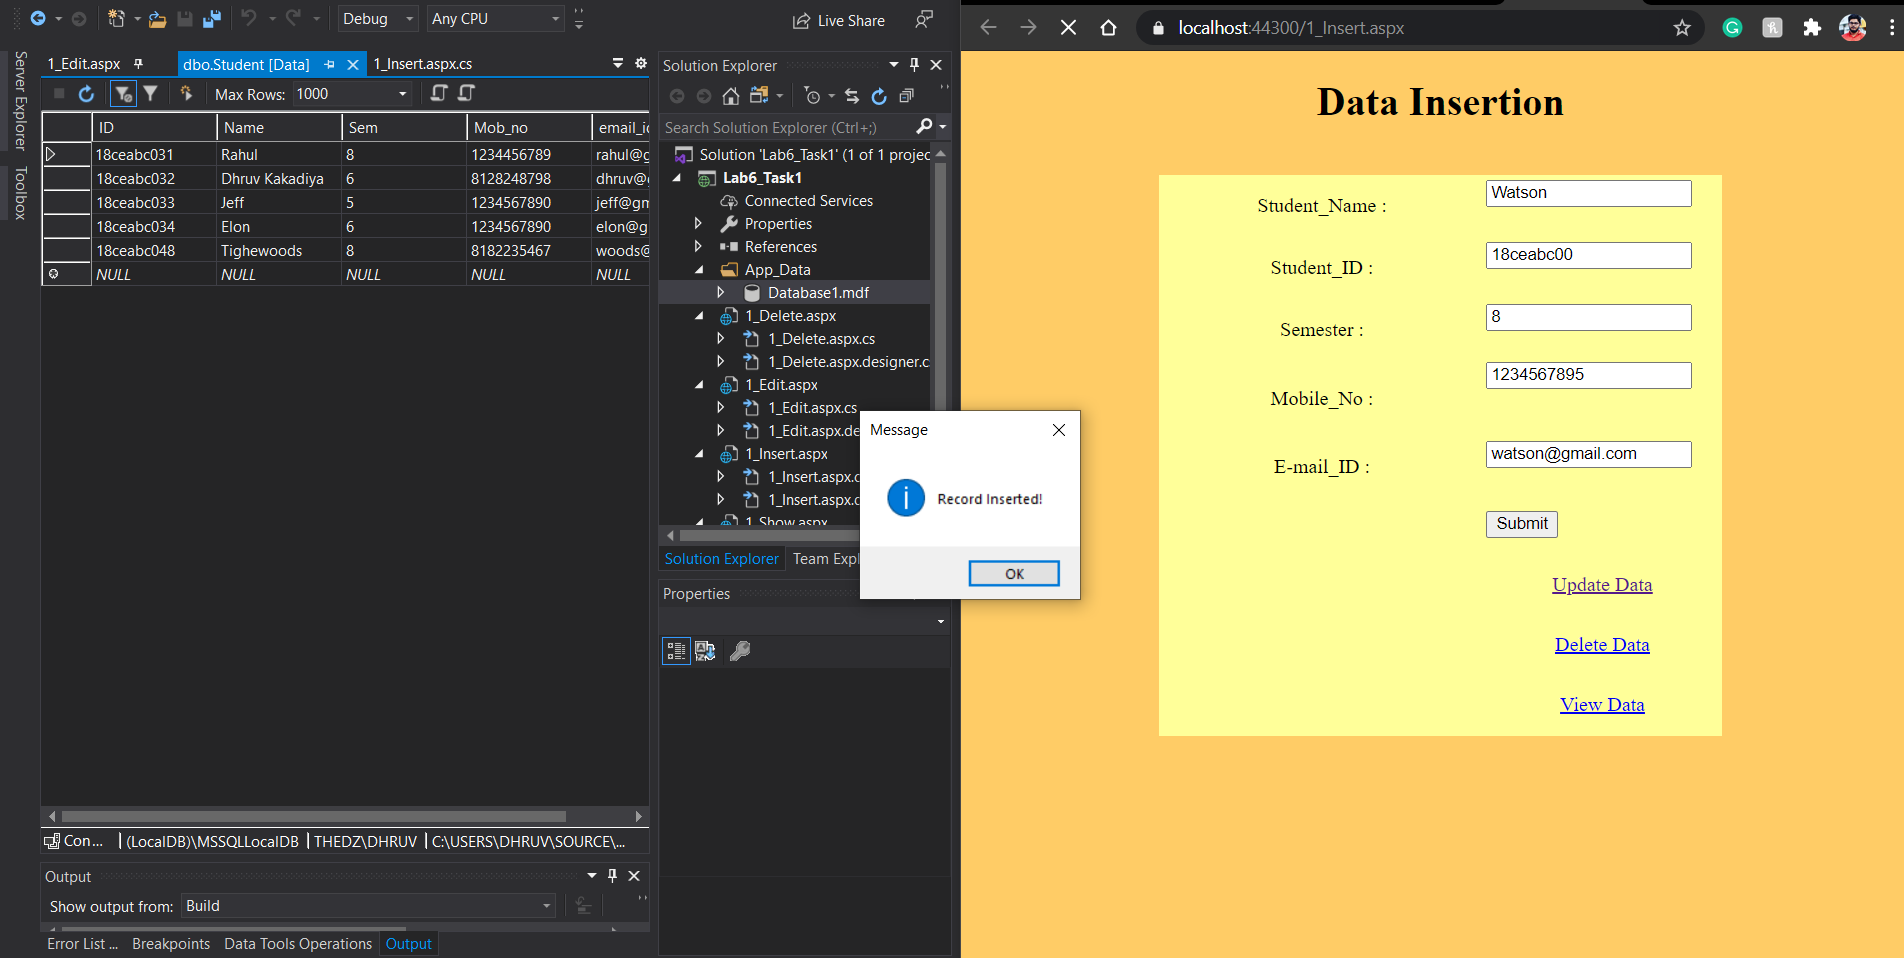 Debug
Any CPU
Live Share
Server Explorer
Toolbox
1_Edit.aspx
dbo.Student [Data]
1_Insert.aspx.cs
Max Rows: 1000
ID Name Sem Mob_no email_ic
18ceabc031 Rahul 8 1234456789 rahul@g
18ceabc032 Dhruv Kakadiya 6 8128248798 dhruv@
18ceabc033 Jeff 5 1234567890 jeff@gm
18ceabc034 Elon 6 1234567890 elon@g
18ceabc048 Tighewoods 8 8182235467 woods@
NULL NULL NULL NULL NULL
Con... (LocalDB)\MSSQLLocalDB THEDZ\DHRUV C:\USERS\DHRUV\SOURCE\...
Output
Show output from: Build
Error List ... Breakpoints Data Tools Operations Output
Solution Explorer
Search Solution Explorer (Ctrl+;)
Solution 'Lab6_Task1' (1 of 1 projec
Lab6_Task1
Connected Services
Properties
References
App_Data
Database1.mdf
1_Delete.aspx
1_Delete.aspx.cs
1_Delete.aspx.designer.c
1_Edit.aspx
1_Edit.aspx.cs
1_Edit.aspx.de
1_Insert.aspx
1_Insert.aspx.c
1_Insert.aspx.c
1_Show.aspx
Solution Explorer Team Expl
Properties
Message
Record Inserted!
OK
localhost:44300/1_Insert.aspx
Data Insertion
Student_Name : Watson
Student_ID : 18ceabc00
Semester : 8
Mobile_No : 1234567895
E-mail_ID : watson@gmail.com
Submit
Update Data
Delete Data
View Data